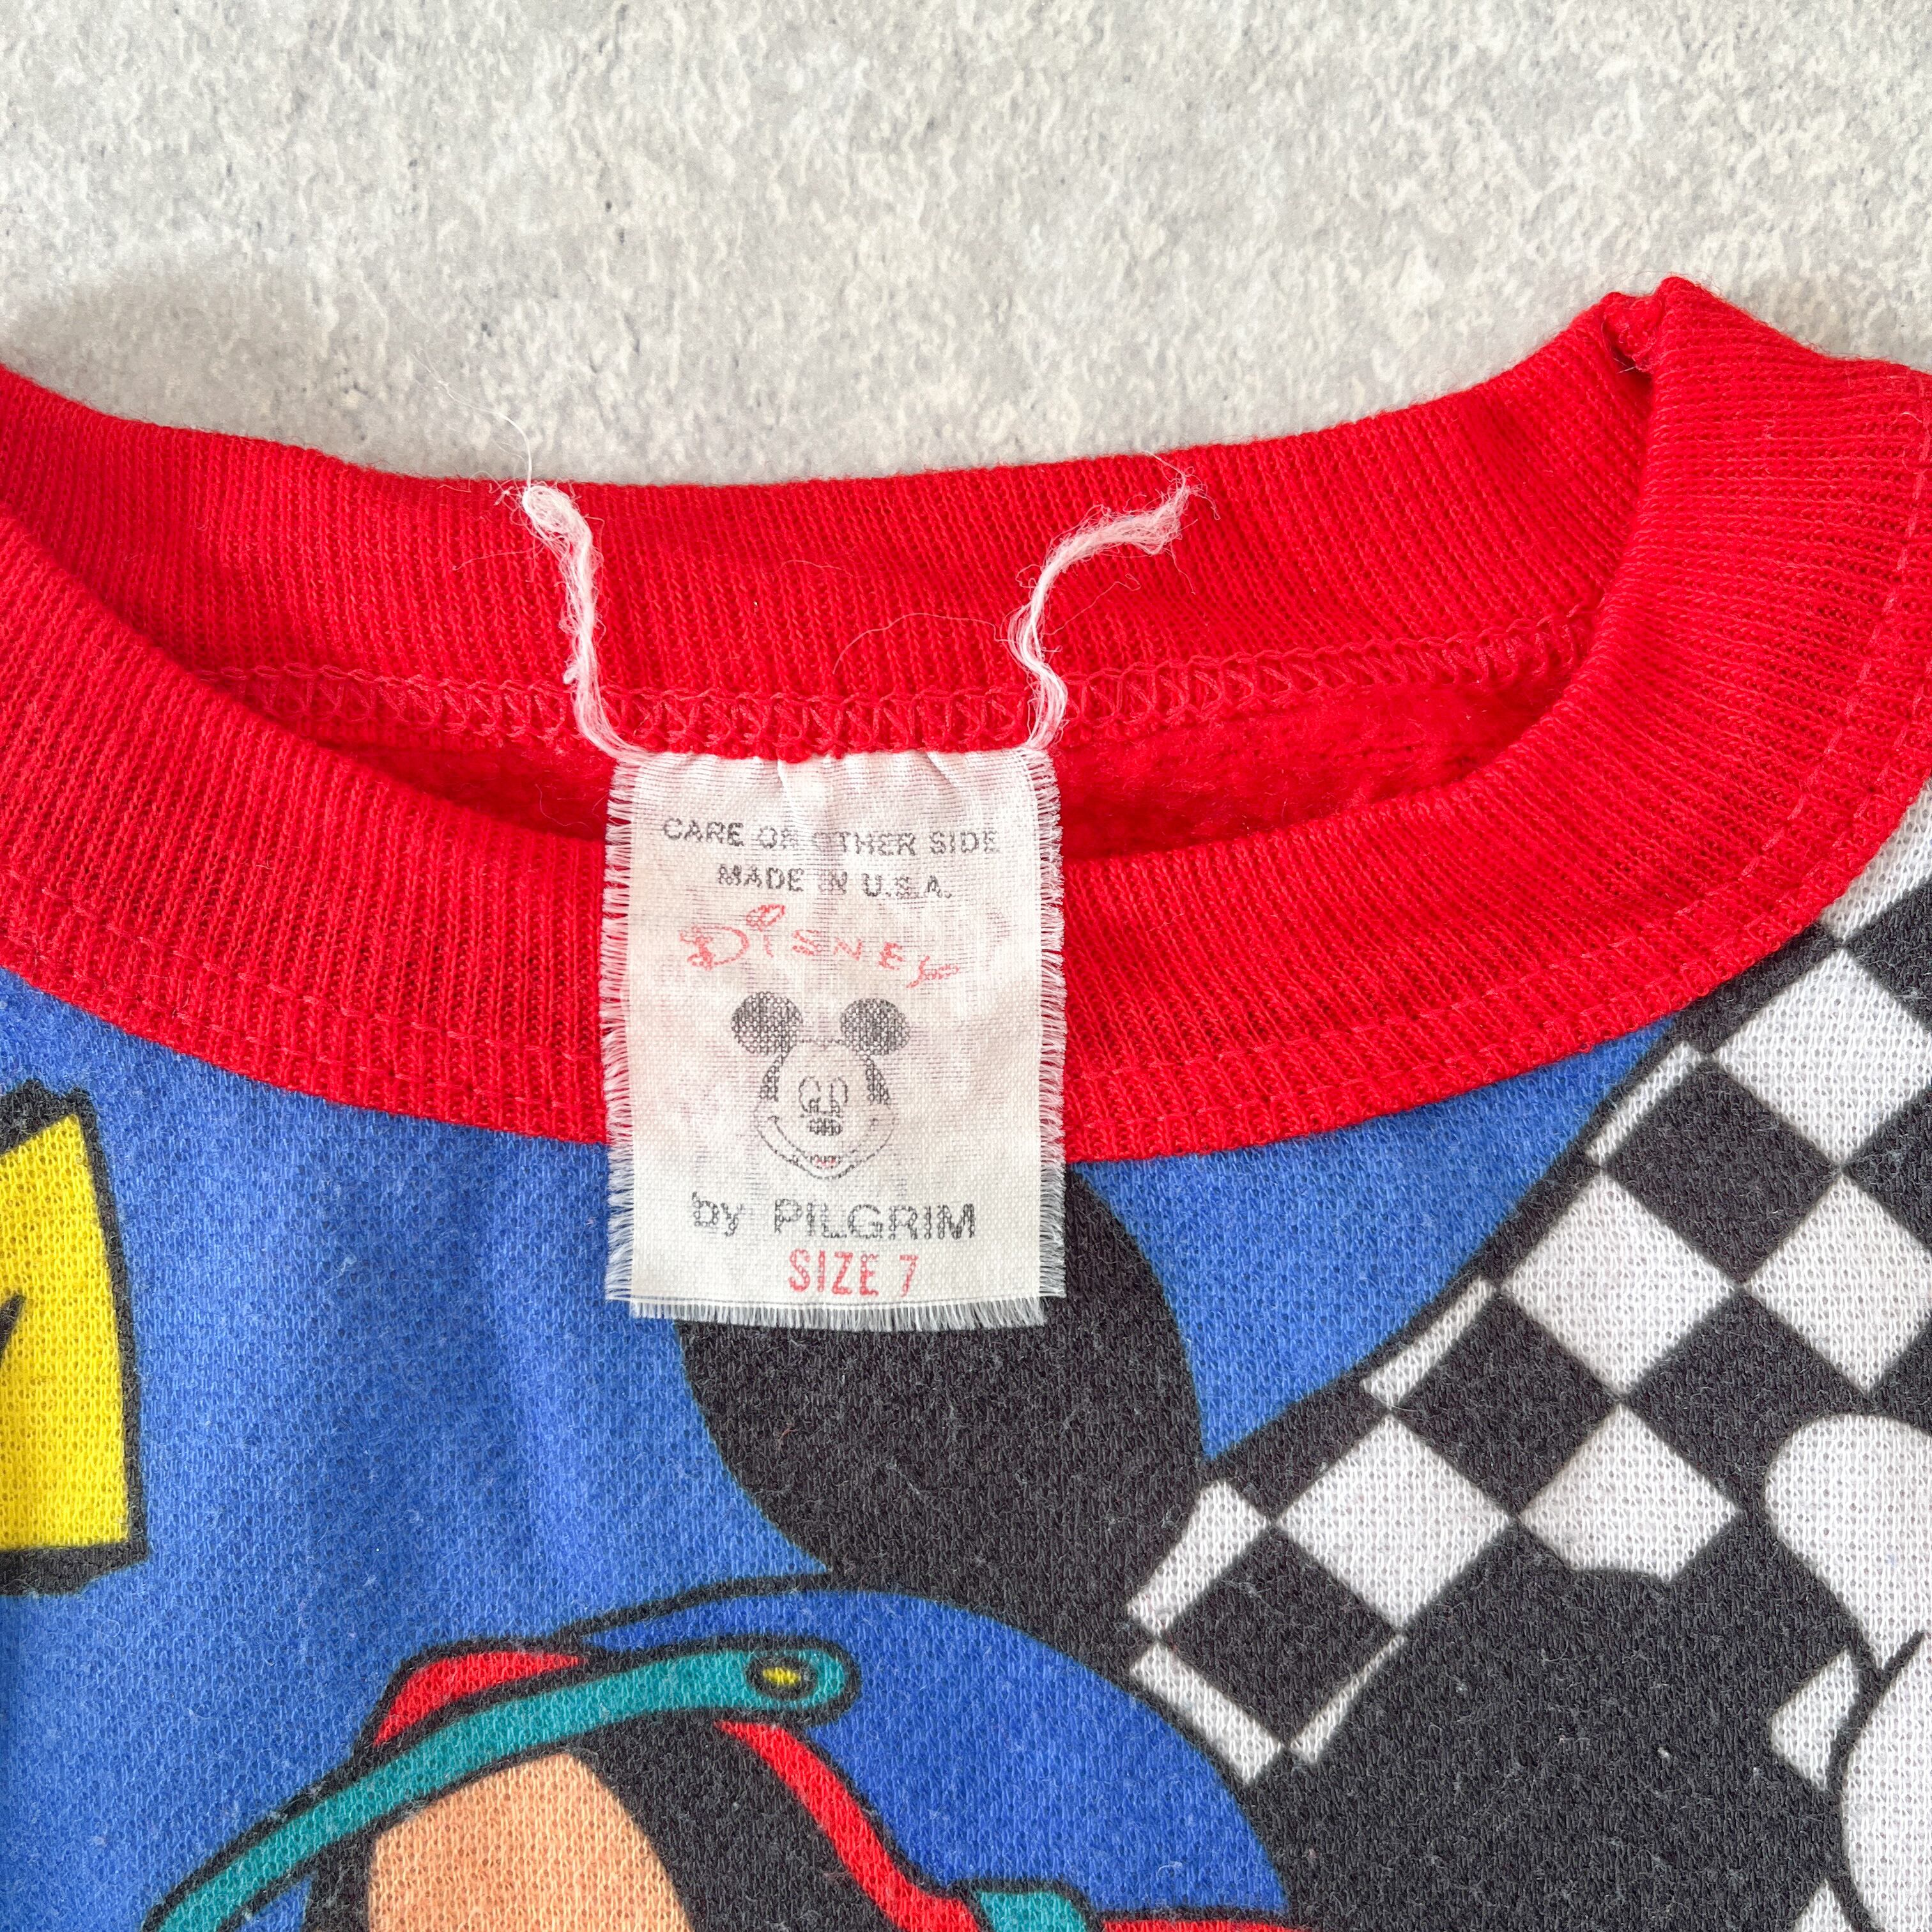 CARE ON OTHER SIDE
MADE IN U.S.A.
DISNEY
by PILGRIM
SIZE 7